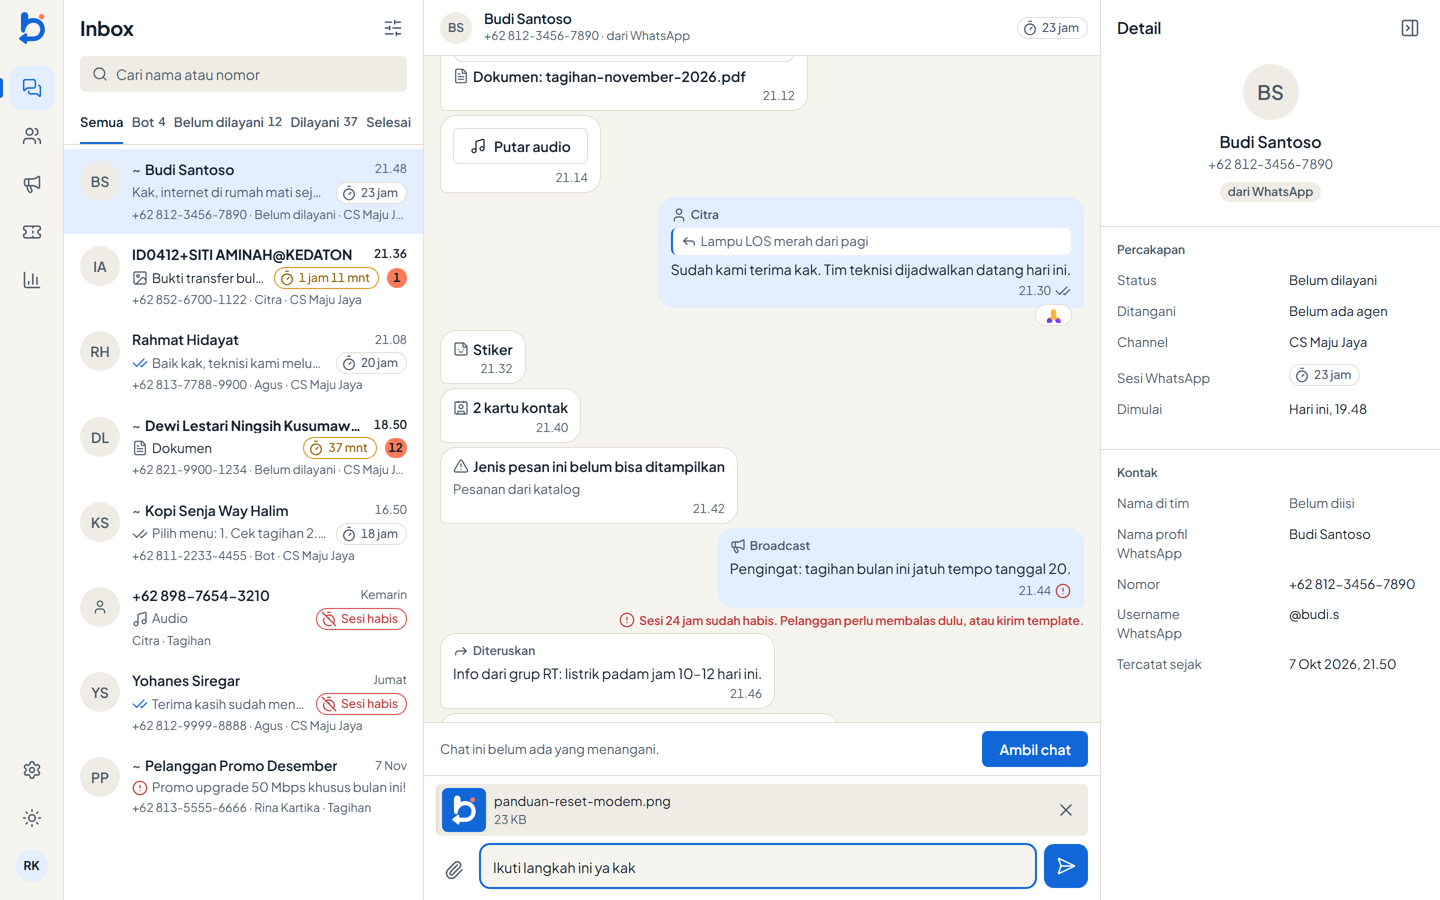 Inbox
Cari nama atau nomor
Semua Bot 4 Belum dilayani 12 Dilayani 37 Selesai
BS
~ Budi Santoso 21.48
Kak, internet di rumah mati sej... 23 jam
+62 812-3456-7890 · Belum dilayani · CS Maju J...
IA
ID0412+SITI AMINAH@KEDATON 21.36
Bukti transfer bul... 1 jam 11 mnt 1
+62 852-6700-1122 · Citra · CS Maju Jaya
RH
Rahmat Hidayat 21.08
Baik kak, teknisi kami melu... 20 jam
+62 813-7788-9900 · Agus · CS Maju Jaya
DL
~ Dewi Lestari Ningsih Kusumaw... 18.50
Dokumen 37 mnt 12
+62 821-9900-1234 · Belum dilayani · CS Maju J...
KS
~ Kopi Senja Way Halim 16.50
Pilih menu: 1. Cek tagihan 2.... 18 jam
+62 811-2233-4455 · Bot · CS Maju Jaya
+62 898-7654-3210 Kemarin
Audio Sesi habis
Citra · Tagihan
YS
Yohanes Siregar Jumat
Terima kasih sudah men... Sesi habis
+62 812-9999-8888 · Agus · CS Maju Jaya
PP
~ Pelanggan Promo Desember 7 Nov
Promo upgrade 50 Mbps khusus bulan ini!
+62 813-5555-6666 · Rina Kartika · Tagihan
RK
BS
Budi Santoso
+62 812-3456-7890 · dari WhatsApp
23 jam
Dokumen: tagihan-november-2026.pdf
21.12
Putar audio
21.14
Citra
Lampu LOS merah dari pagi
Sudah kami terima kak. Tim teknisi dijadwalkan datang hari ini.
21.30
Stiker
21.32
2 kartu kontak
21.40
Jenis pesan ini belum bisa ditampilkan
Pesanan dari katalog
21.42
Broadcast
Pengingat: tagihan bulan ini jatuh tempo tanggal 20.
21.44
Sesi 24 jam sudah habis. Pelanggan perlu membalas dulu, atau kirim template.
Diteruskan
Info dari grup RT: listrik padam jam 10–12 hari ini.
21.46
Chat ini belum ada yang menangani.
Ambil chat
panduan-reset-modem.png
23 KB
Ikuti langkah ini ya kak
Detail
BS
Budi Santoso
+62 812-3456-7890
dari WhatsApp
Percakapan
Status Belum dilayani
Ditangani Belum ada agen
Channel CS Maju Jaya
Sesi WhatsApp 23 jam
Dimulai Hari ini, 19.48
Kontak
Nama di tim Belum diisi
Nama profil WhatsApp Budi Santoso
Nomor +62 812-3456-7890
Username WhatsApp @budi.s
Tercatat sejak 7 Okt 2026, 21.50